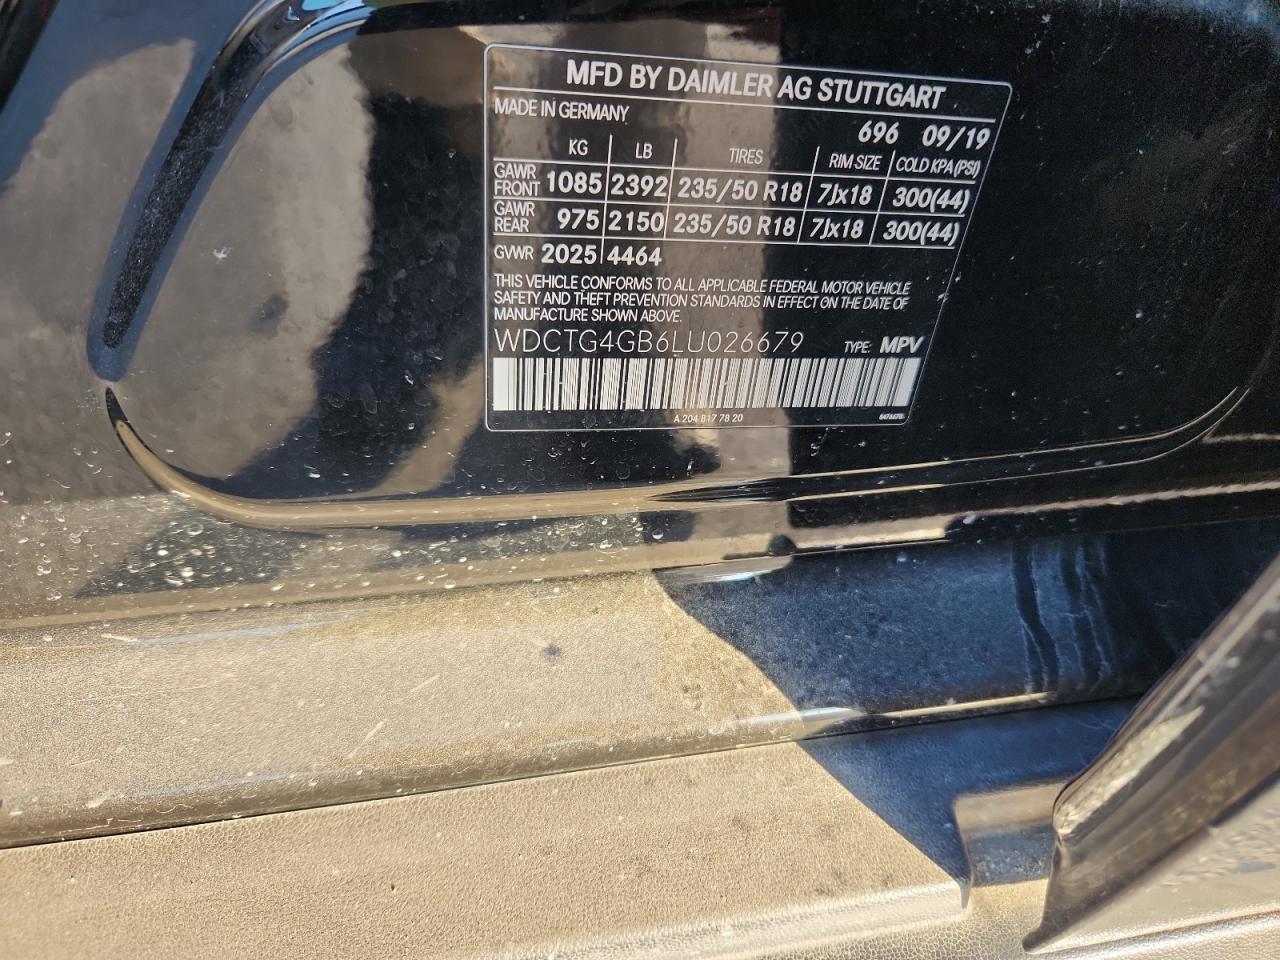 MFD BY DAIMLER AG STUTTGART
MADE IN GERMANY
696 09/19
KG LB TIRES RIM SIZE COLD KPA(PSI)
GAWR FRONT 1085 2392 235/50 R18 7Jx18 300(44)
GAWR REAR 975 2150 235/50 R18 7Jx18 300(44)
GVWR 2025 4464
THIS VEHICLE CONFORMS TO ALL APPLICABLE FEDERAL MOTOR VEHICLE
SAFETY AND THEFT PREVENTION STANDARDS IN EFFECT ON THE DATE OF
MANUFACTURE SHOWN ABOVE.
WDCTG4GB6LU026679 TYPE: MPV
A 204 817 78 20